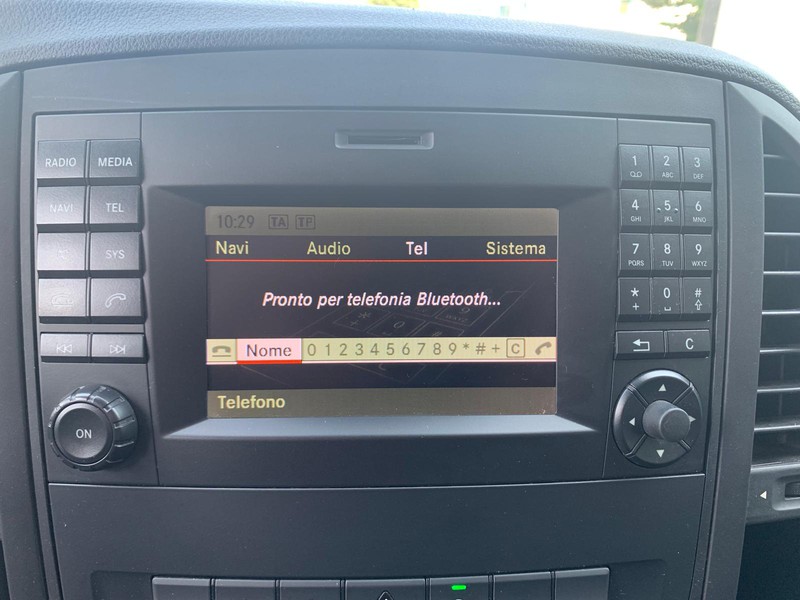 RADIO MEDIA
NAVI TEL
SYS
ON
10:29 TA TP
Navi Audio Tel Sistema
Pronto per telefonia Bluetooth...
Nome 0 1 2 3 4 5 6 7 8 9 * # + C
Telefono
1 2 ABC 3 DEF
4 GHI 5 JKL 6 MNO
7 PQRS 8 TUV 9 WXYZ
* + 0 #
C